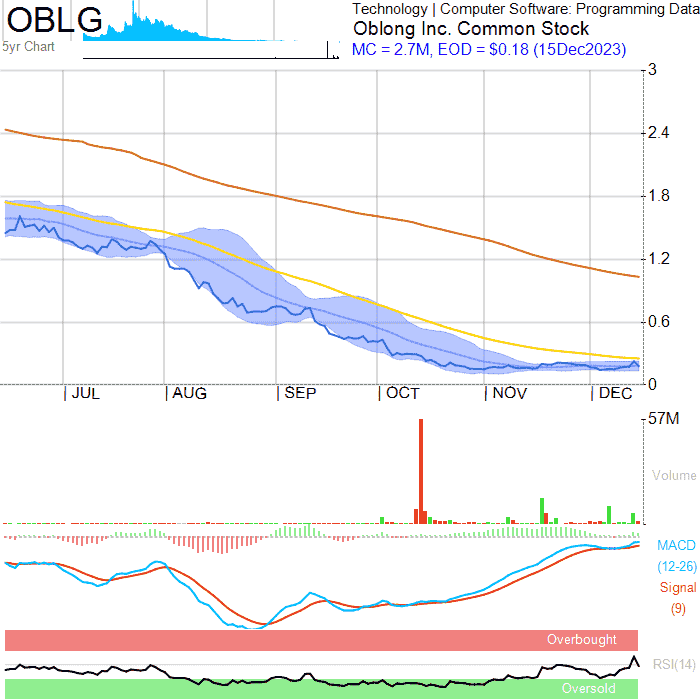 OBLG
5yr Chart
Technology | Computer Software: Programming Data
Oblong Inc. Common Stock
MC = 2.7M, EOD = $0.18 (15Dec2023)
3
2.4
1.8
1.2
0.6
0
JUL AUG SEP OCT NOV DEC
57M
Volume
MACD
(12-26)
Signal
(9)
Overbought
RSI(14)
Oversold